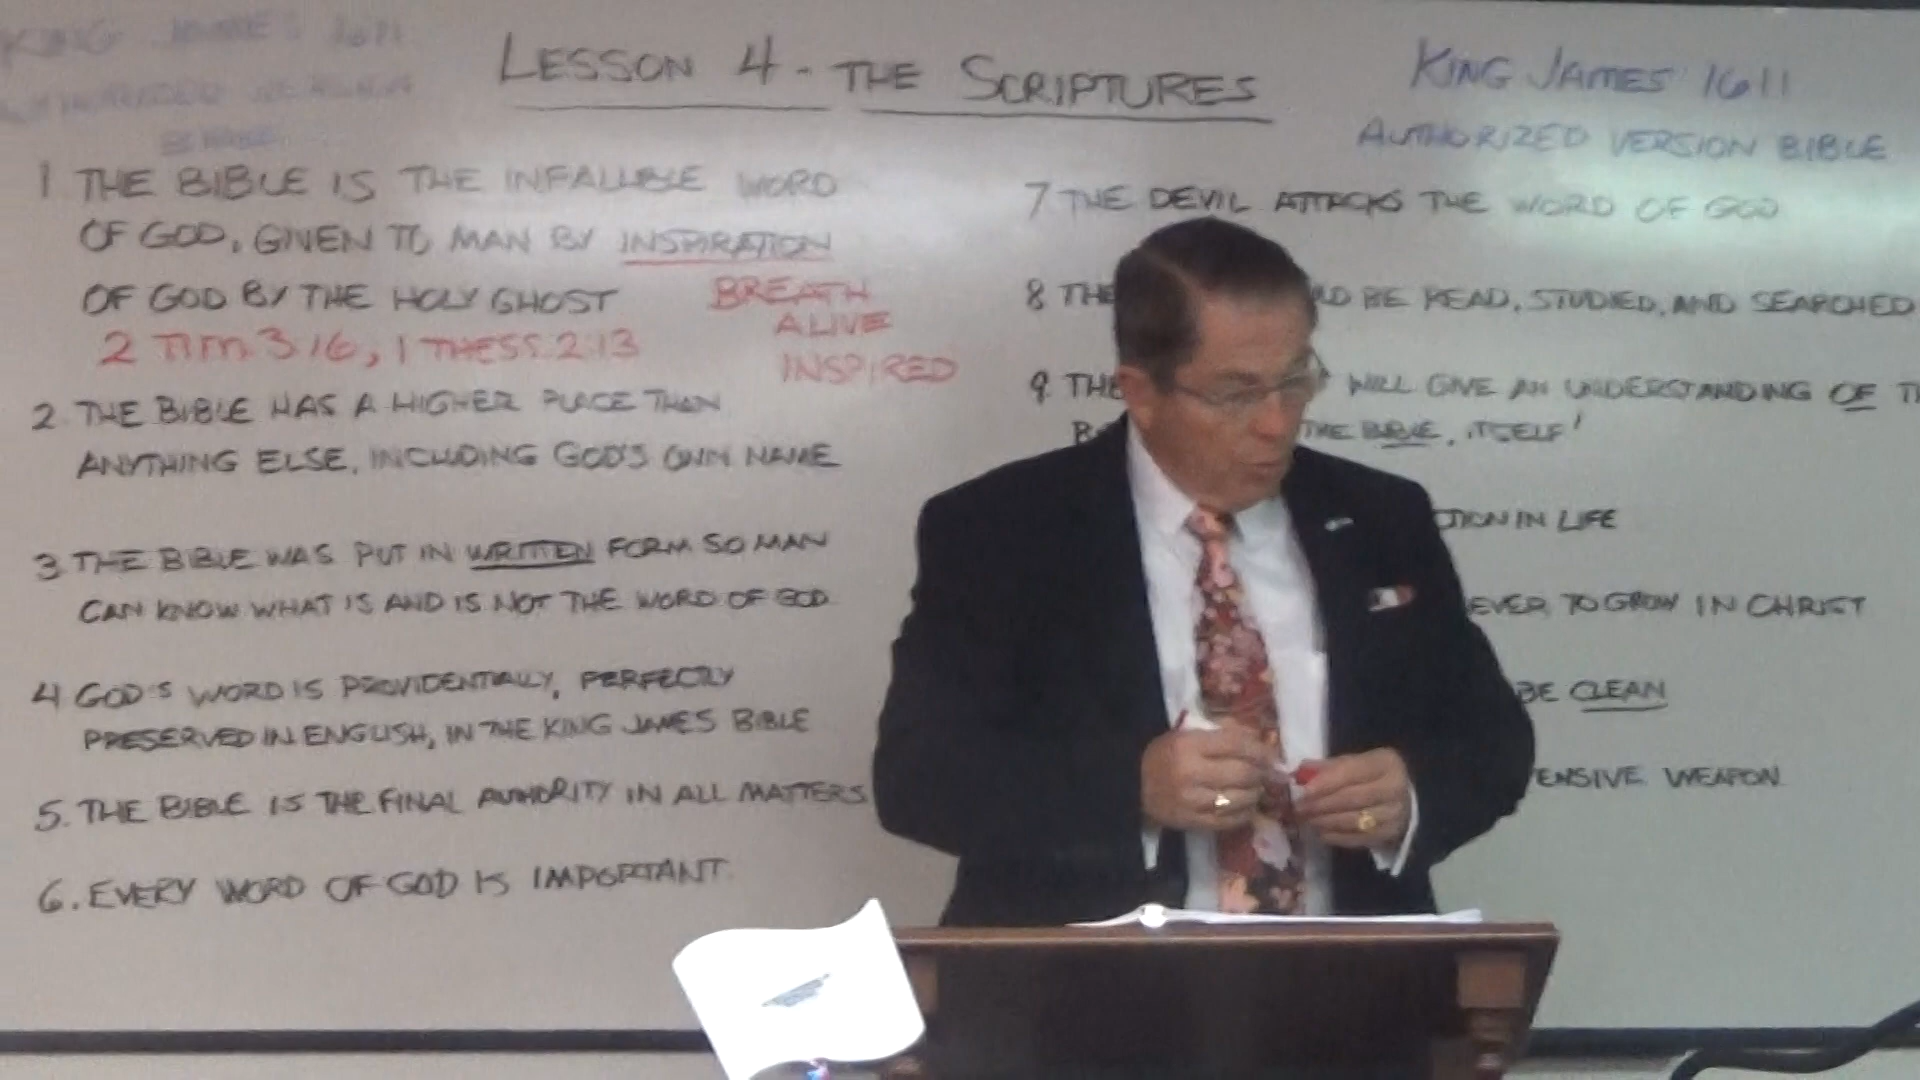 KING JAMES 1611
LESSON 4 - THE SCRIPTURES
KING JAMES 1611
AUTHORIZED VERSION BIBLE
1 THE BIBLE IS THE INFALLIBLE WORD
OF GOD, GIVEN TO MAN BY INSPIRATION
OF GOD BY THE HOLY GHOST
BREATH
ALIVE
INSPIRED
2 TIM. 3 16, 1 THESS. 2:13
2. THE BIBLE HAS A HIGHER PLACE THAN
ANYTHING ELSE, INCLUDING GOD'S OWN NAME
3 THE BIBLE WAS PUT IN WRITTEN FORM SO MAN
CAN KNOW WHAT IS AND IS NOT THE WORD OF GOD
4 GOD'S WORD IS PROVIDENTIALLY, PERFECTLY
PRESERVED IN ENGLISH, IN THE KING JAMES BIBLE
5. THE BIBLE IS THE FINAL AUTHORITY IN ALL MATTERS
6. EVERY WORD OF GOD IS IMPORTANT
7 THE DEVIL ATTACKS THE WORD OF GOD
8 THE BE READ, STUDIED, AND SEARCHED
9. THE WILL GIVE AN UNDERSTANDING OF
THE BIBLE, ITSELF!
IN LIFE
TO GROW IN CHRIST
BE CLEAN
WEAPON